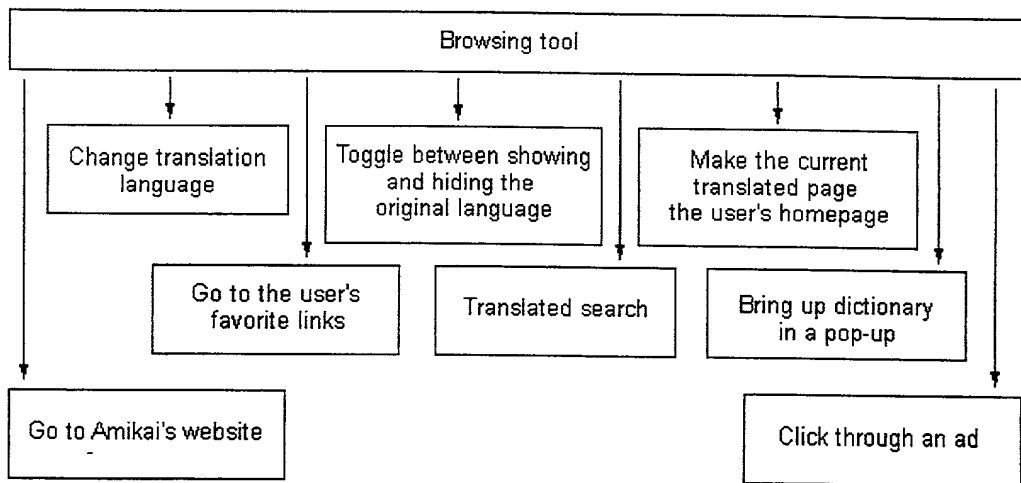 Browsing tool
Change translation
language
Toggle between showing
and hiding the
original language
Make the current
translated page
the user's homepage
Go to the user's
favorite links
Translated search
Bring up dictionary
in a pop-up
Go to Amikai's website
Click through an ad